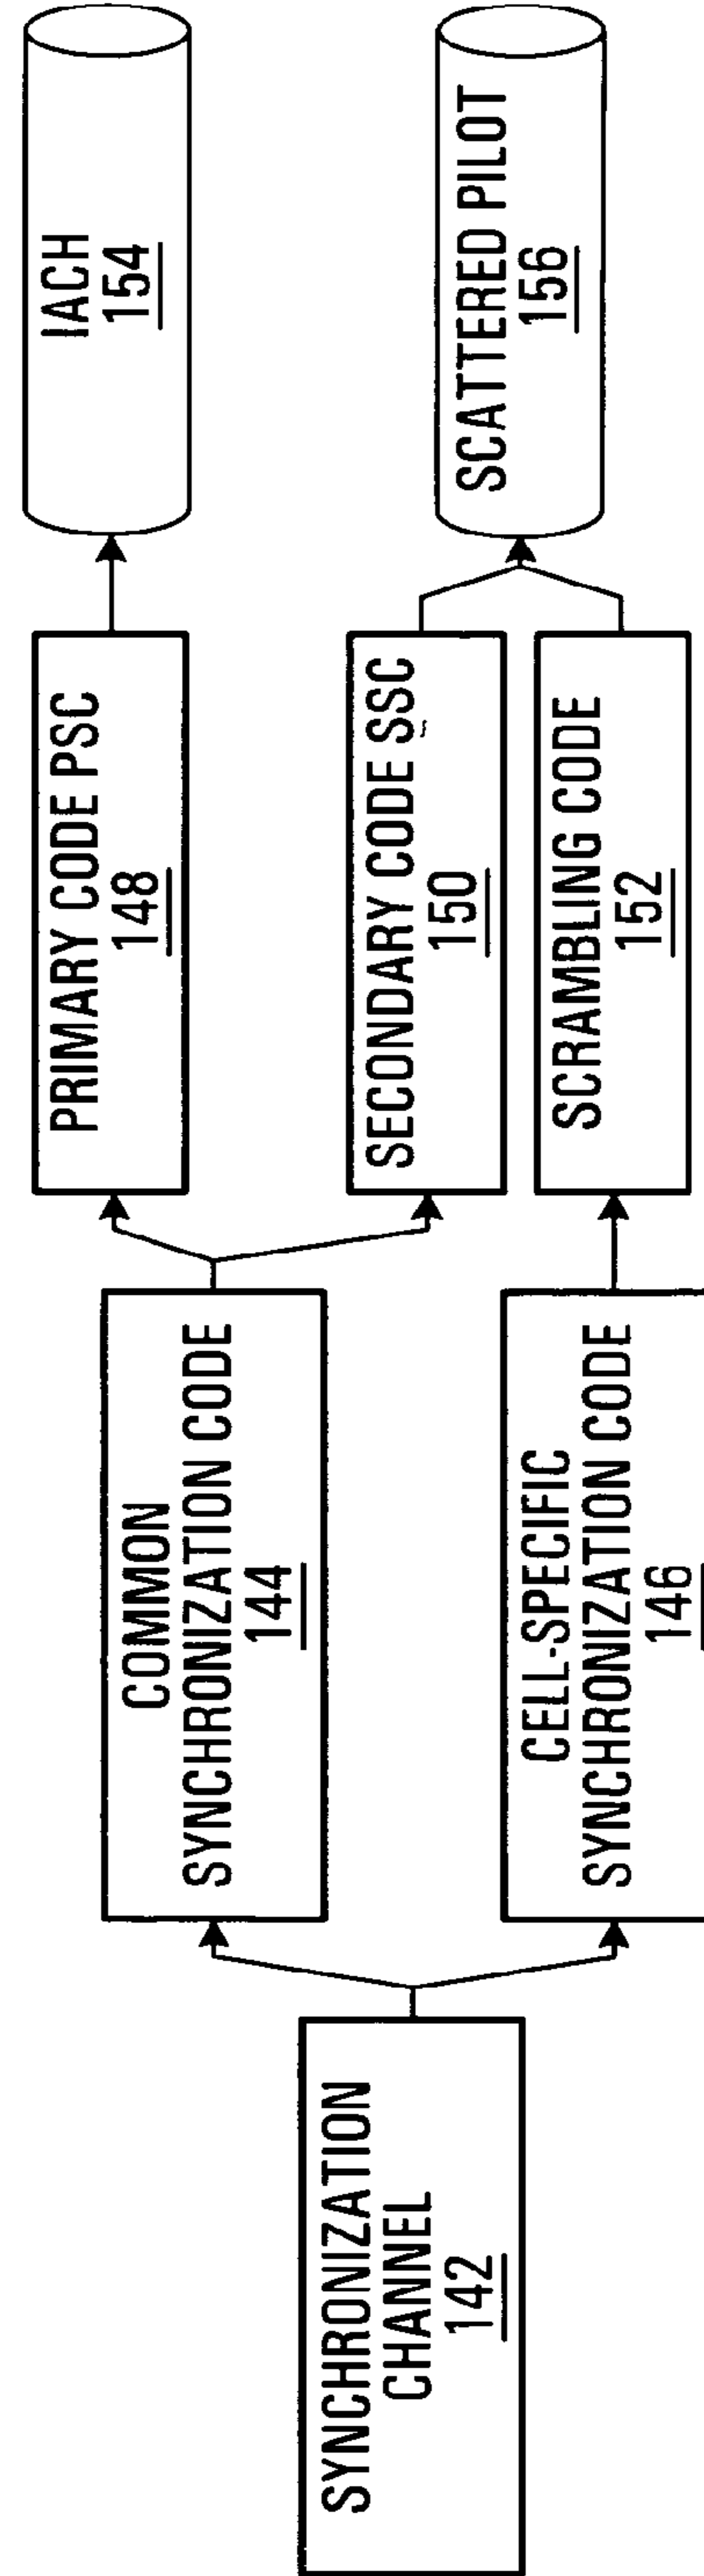 SYNCHRONIZATION
CHANNEL
142
COMMON
SYNCHRONIZATION CODE
144
CELL-SPECIFIC
SYNCHRONIZATION CODE
146
PRIMARY CODE PSC
148
SECONDARY CODE SSC
150
SCRAMBLING CODE
152
IACH
154
SCATTERED PILOT
156